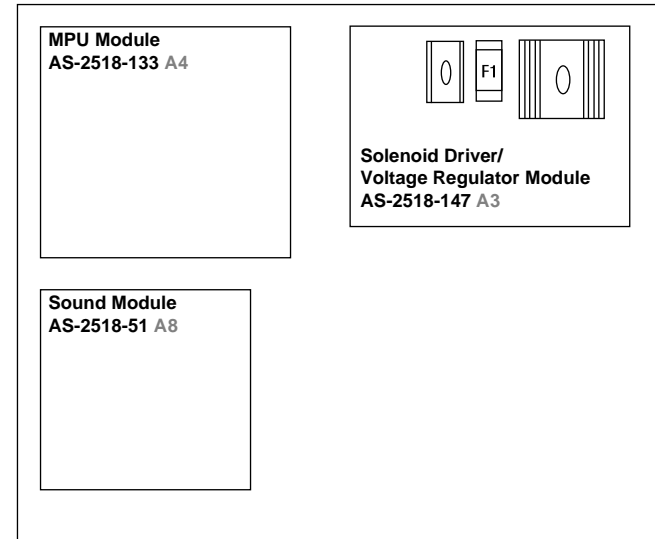 MPU Module
AS-2518-133 A4
F1
Solenoid Driver/
Voltage Regulator Module
AS-2518-147 A3
Sound Module
AS-2518-51 A8